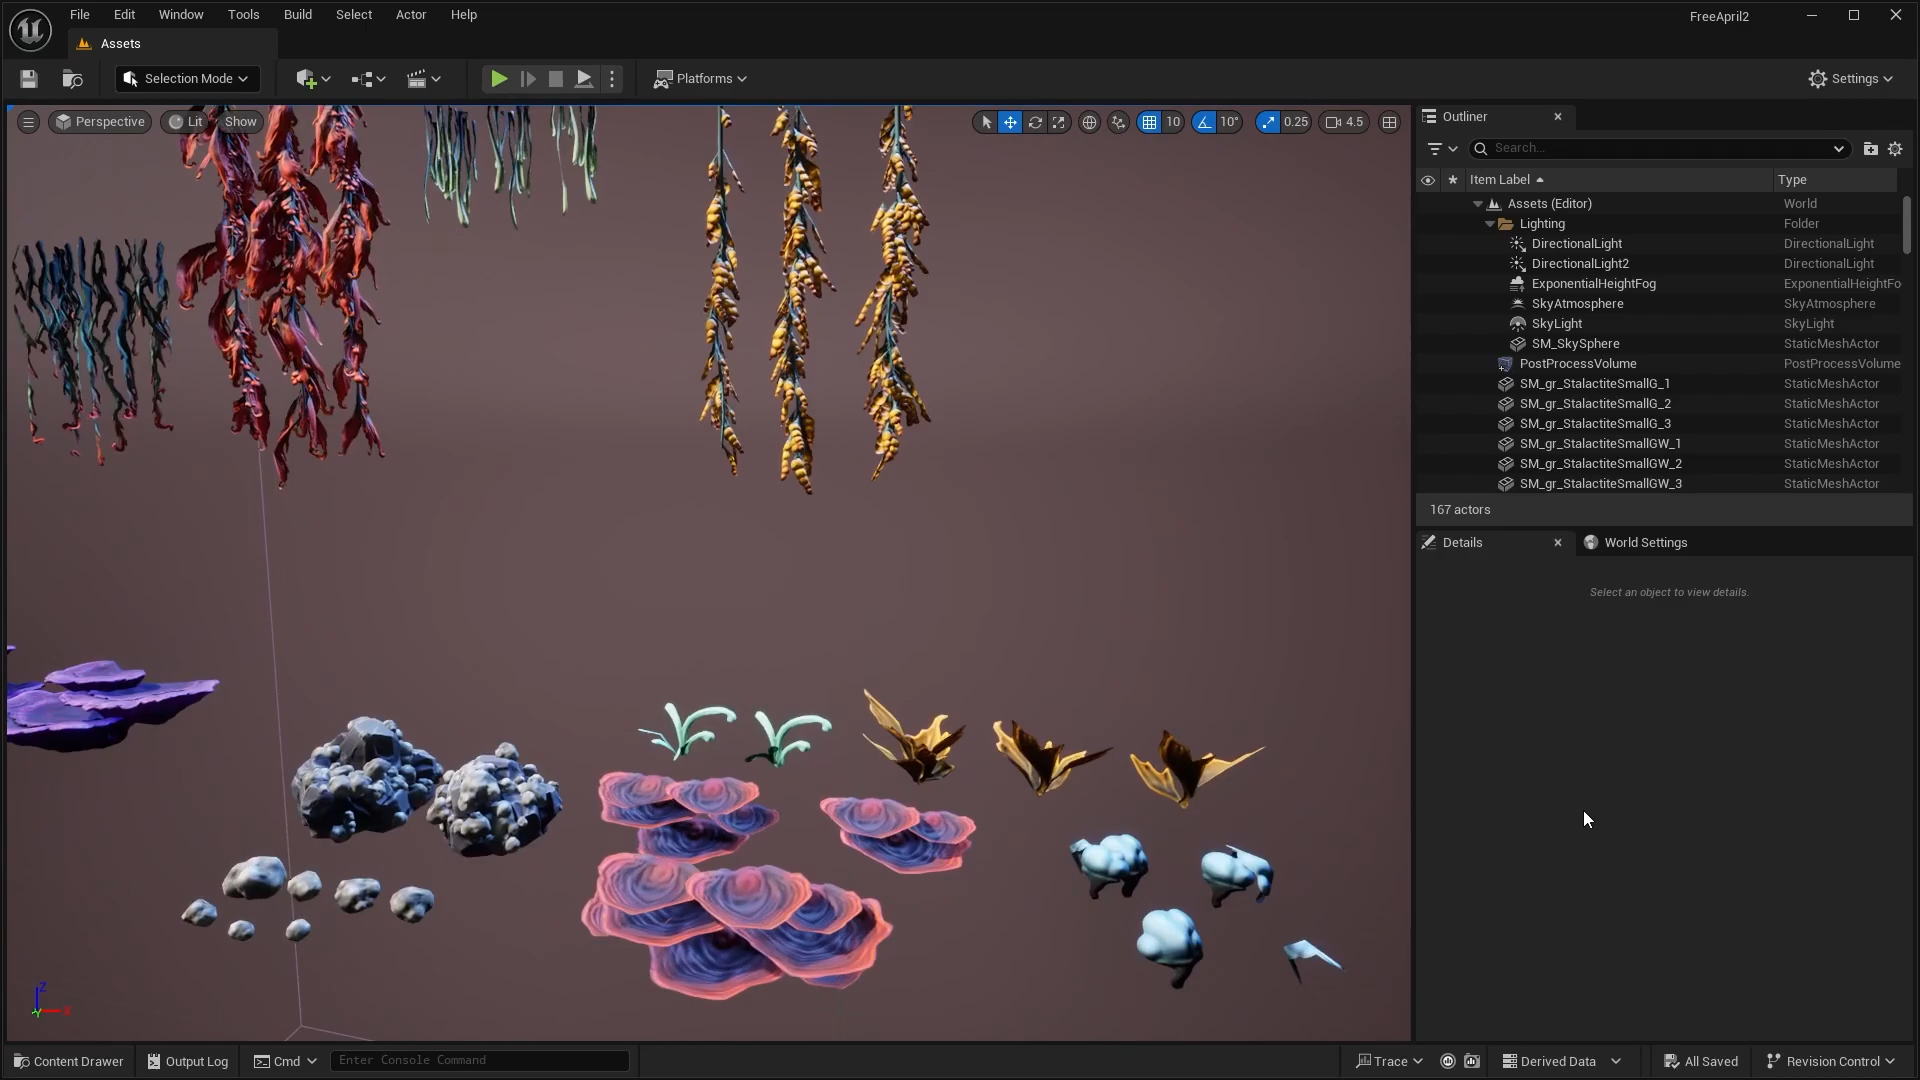 File Edit Window Tools Build Select Actor Help
FreeApril2
Assets
Selection Mode
Platforms
Settings
Perspective Lit Show
10 10° 0.25 4.5
Outliner
Search...
Item Label Type
Assets (Editor) World
Lighting Folder
DirectionalLight DirectionalLight
DirectionalLight2 DirectionalLight
ExponentialHeightFog ExponentialHeightFo
SkyAtmosphere SkyAtmosphere
SkyLight SkyLight
SM_SkySphere StaticMeshActor
PostProcessVolume PostProcessVolume
SM_gr_StalactiteSmallG_1 StaticMeshActor
SM_gr_StalactiteSmallG_2 StaticMeshActor
SM_gr_StalactiteSmallG_3 StaticMeshActor
SM_gr_StalactiteSmallGW_1 StaticMeshActor
SM_gr_StalactiteSmallGW_2 StaticMeshActor
SM_gr_StalactiteSmallGW_3 StaticMeshActor
167 actors
Details World Settings
Select an object to view details.
Z
X
Content Drawer Output Log Cmd Enter Console Command
Trace Derived Data All Saved Revision Control